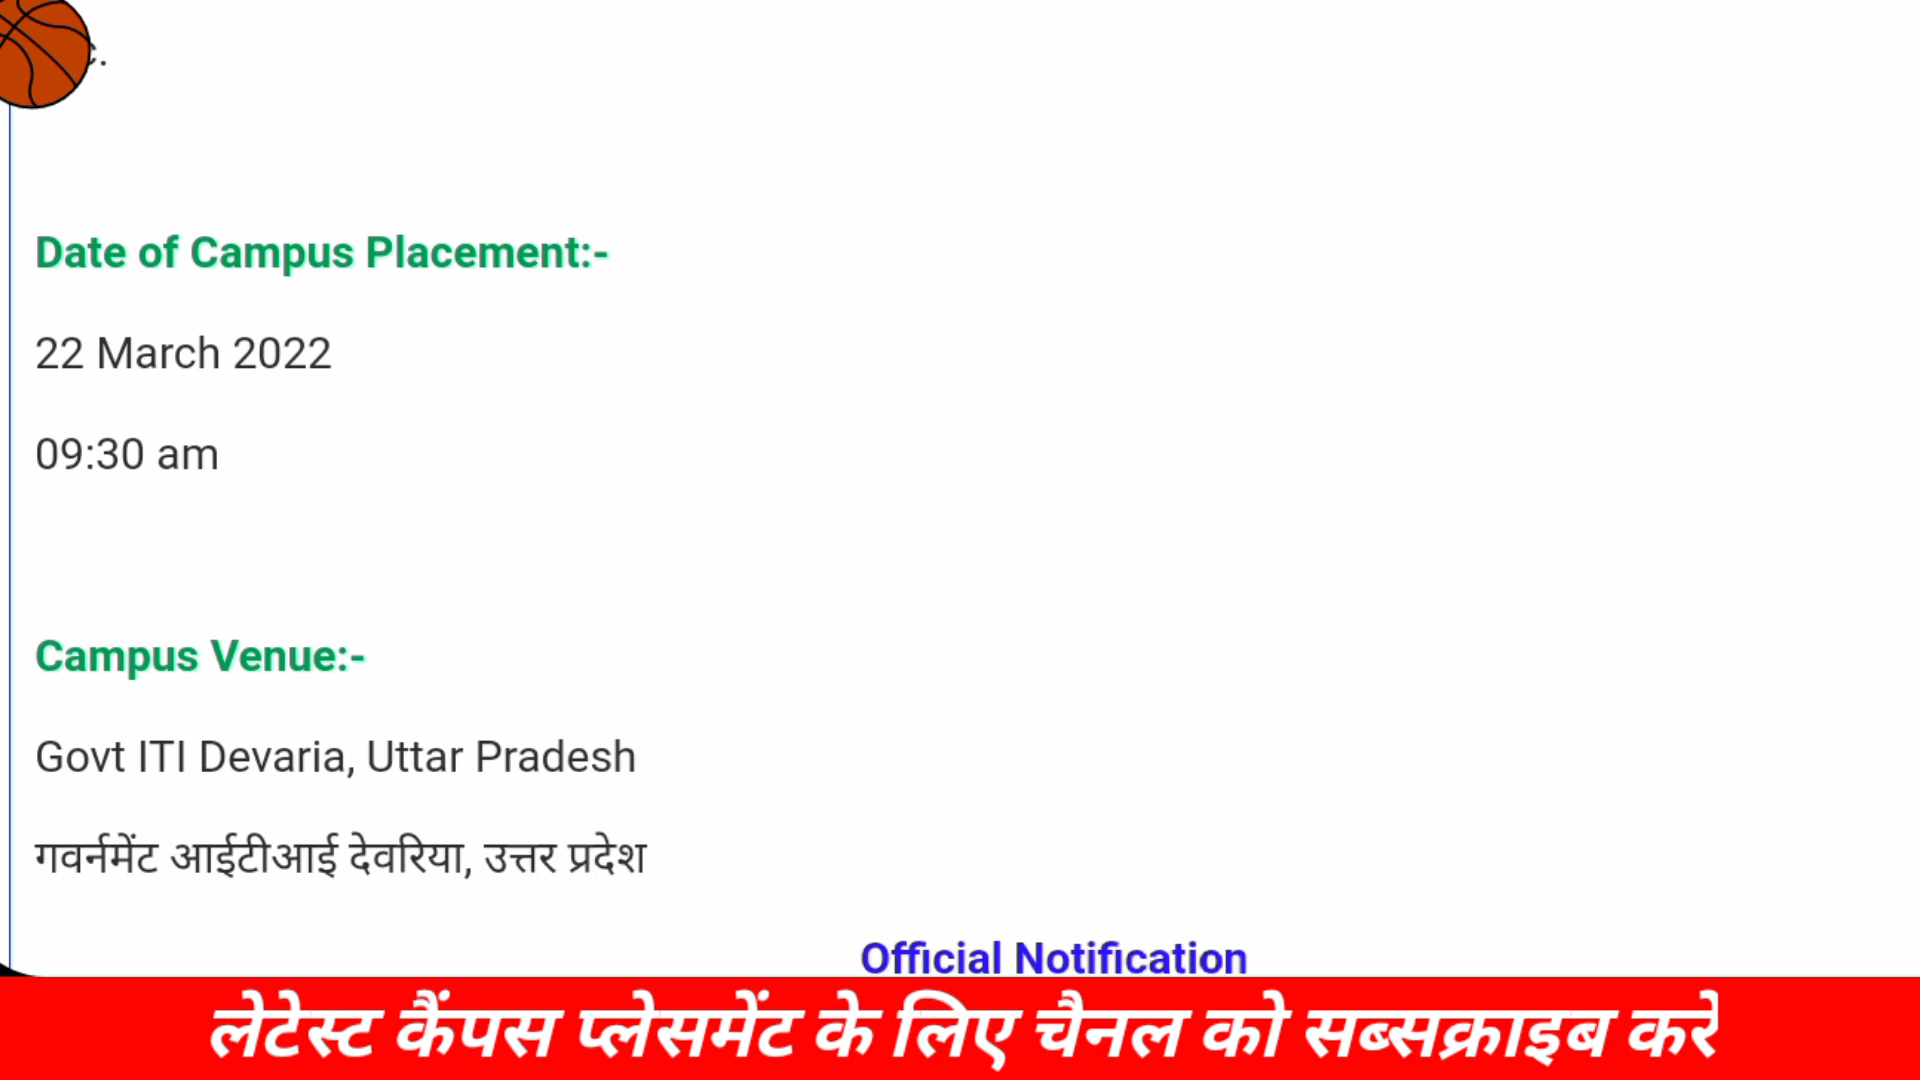 Date of Campus Placement:-
22 March 2022
09:30 am
Campus Venue:-
Govt ITI Devaria, Uttar Pradesh
गवर्नमेंट आईटीआई देवरिया, उत्तर प्रदेश
Official Notification
लेटेस्ट कैंपस प्लेसमेंट के लिए चैनल को सब्सक्राइब करे